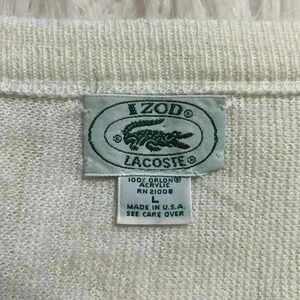 IZOD®
LACOSTE®
100% ORLON®
ACRYLIC
RN 21008
L
MADE IN U.S.A.
SEE CARE OVER